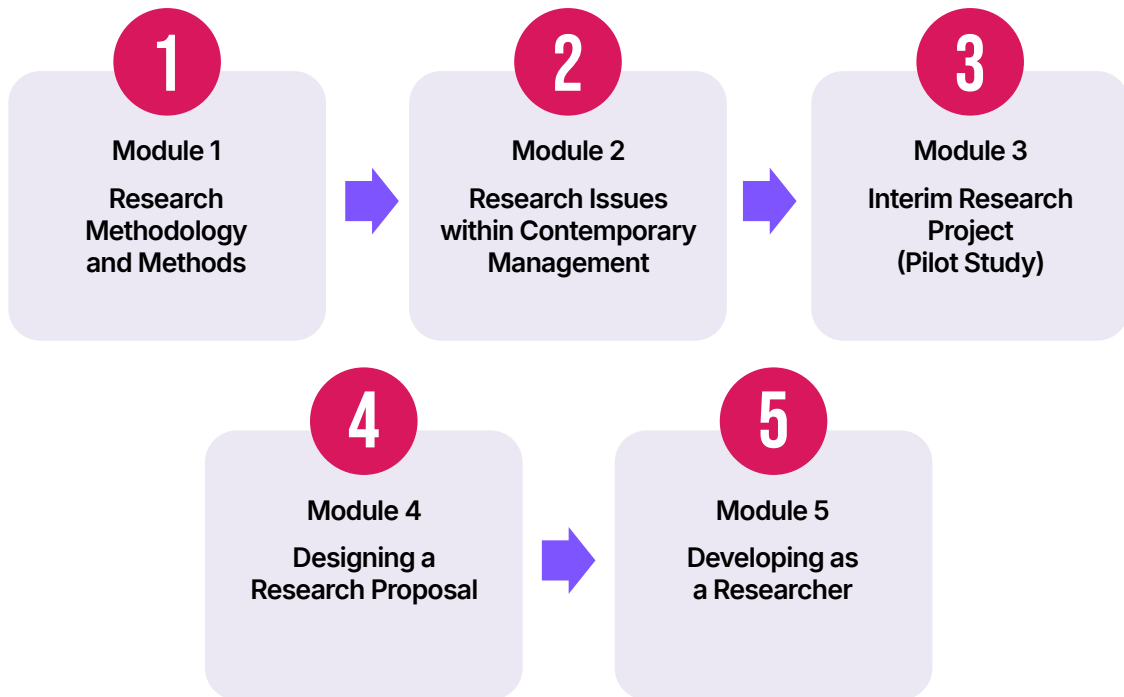 1
Module 1
Research
Methodology
and Methods
2
Module 2
Research Issues
within Contemporary
Management
3
Module 3
Interim Research
Project
(Pilot Study)
4
Module 4
Designing a
Research Proposal
5
Module 5
Developing as
a Researcher